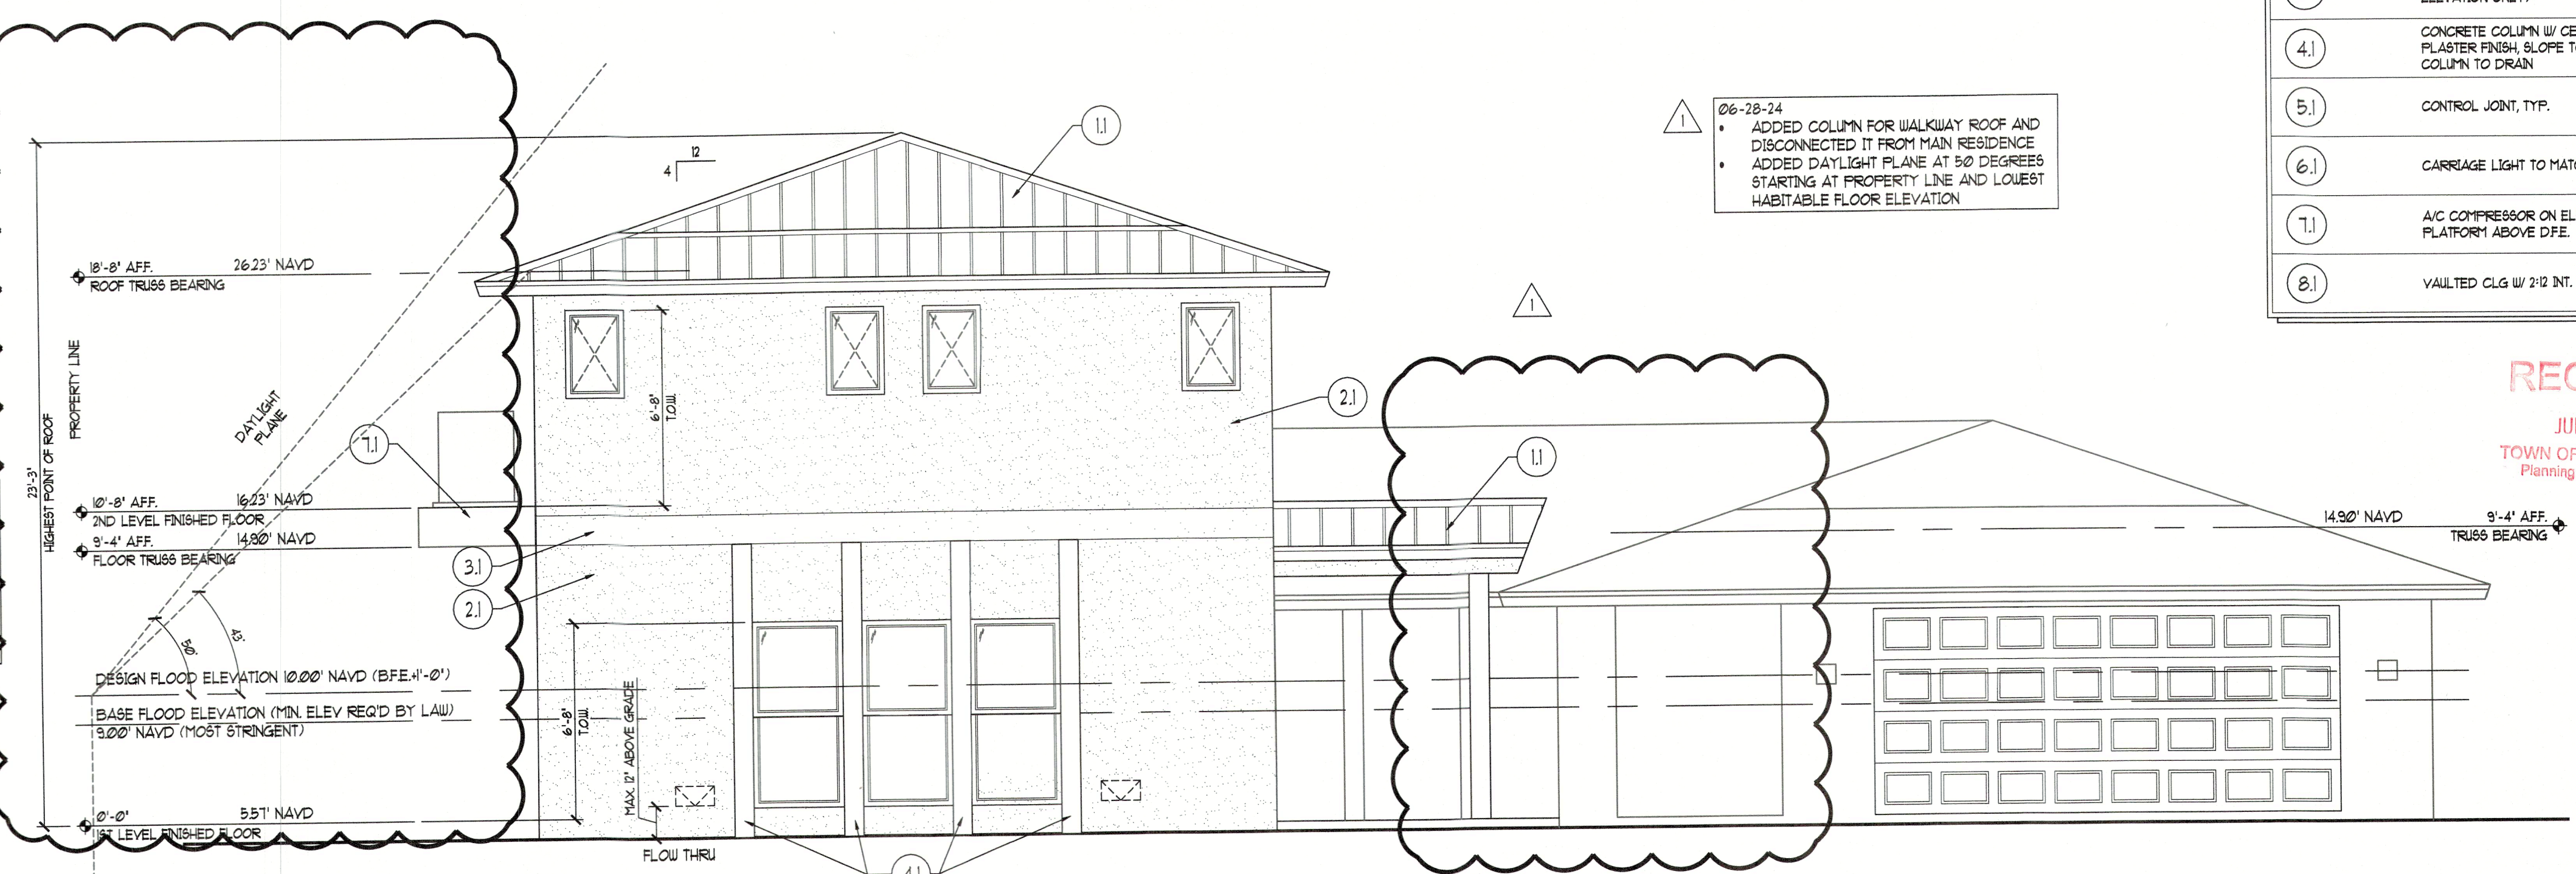 ELEVATION ONLY)
4.1
CONCRETE COLUMN W/ CE
PLASTER FINISH, SLOPE T
COLUMN TO DRAIN
5.1
CONTROL JOINT, TYP.
6.1
CARRIAGE LIGHT TO MAT
7.1
A/C COMPRESSOR ON EL
PLATFORM ABOVE D.F.E.
8.1
VAULTED CLG W/ 2:12 INT.
1
06-28-24
• ADDED COLUMN FOR WALKWAY ROOF AND
DISCONNECTED IT FROM MAIN RESIDENCE
• ADDED DAYLIGHT PLANE AT 50 DEGREES
STARTING AT PROPERTY LINE AND LOWEST
HABITABLE FLOOR ELEVATION
1.1
12
4
18'-8" AFF. 26.23' NAVD
ROOF TRUSS BEARING
1
PROPERTY LINE
HIGHEST POINT OF ROOF
23'-3"
DAYLIGHT
PLANE
7.1
6'-8"
T.O.W.
2.1
1.1
REC
JU
TOWN OF
Planning
10'-8" AFF. 16.23' NAVD
2ND LEVEL FINISHED FLOOR
9'-4" AFF. 14.90' NAVD
FLOOR TRUSS BEARING
14.90' NAVD 9'-4" AFF.
TRUSS BEARING
3.1
2.1
50°
43°
DESIGN FLOOD ELEVATION 10.00' NAVD (B.F.E.+1'-0")
BASE FLOOD ELEVATION (MIN. ELEV REQ'D BY LAW)
9.00' NAVD (MOST STRINGENT)
6'-8"
T.O.W.
MAX. 12" ABOVE GRADE
0'-0" 5.57' NAVD
1ST LEVEL FINISHED FLOOR
FLOW THRU
4.1